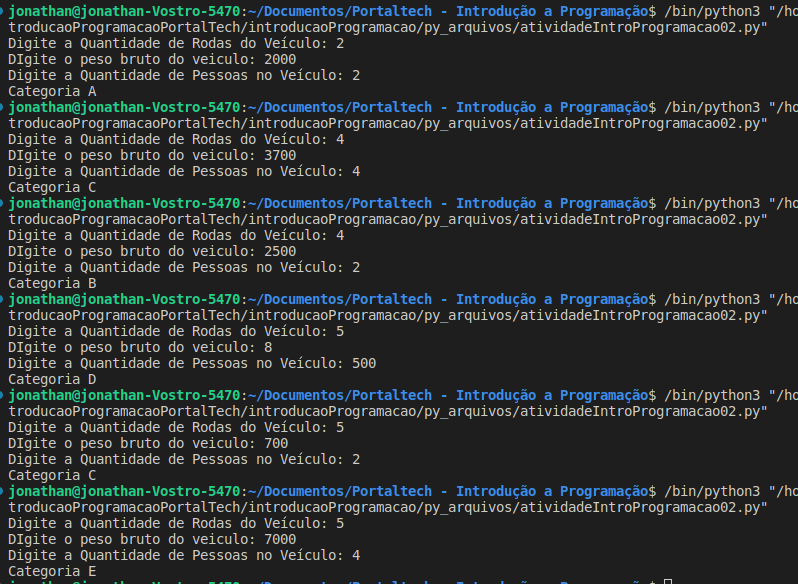 jonathan@jonathan-Vostro-5470:~/Documentos/Portaltech - Introdução a Programação$ /bin/python3 "/ho
troducaoProgramacaoPortalTech/introducaoProgramacao/py_arquivos/atividadeIntroProgramacao02.py"
Digite a Quantidade de Rodas do Veículo: 2
DIgite o peso bruto do veiculo: 2000
Digite a Quantidade de Pessoas no Veículo: 2
Categoria A
jonathan@jonathan-Vostro-5470:~/Documentos/Portaltech - Introdução a Programação$ /bin/python3 "/ho
troducaoProgramacaoPortalTech/introducaoProgramacao/py_arquivos/atividadeIntroProgramacao02.py"
Digite a Quantidade de Rodas do Veículo: 4
DIgite o peso bruto do veiculo: 3700
Digite a Quantidade de Pessoas no Veículo: 4
Categoria C
jonathan@jonathan-Vostro-5470:~/Documentos/Portaltech - Introdução a Programação$ /bin/python3 "/ho
troducaoProgramacaoPortalTech/introducaoProgramacao/py_arquivos/atividadeIntroProgramacao02.py"
Digite a Quantidade de Rodas do Veículo: 4
DIgite o peso bruto do veiculo: 2500
Digite a Quantidade de Pessoas no Veículo: 2
Categoria B
jonathan@jonathan-Vostro-5470:~/Documentos/Portaltech - Introdução a Programação$ /bin/python3 "/ho
troducaoProgramacaoPortalTech/introducaoProgramacao/py_arquivos/atividadeIntroProgramacao02.py"
Digite a Quantidade de Rodas do Veículo: 5
DIgite o peso bruto do veiculo: 8
Digite a Quantidade de Pessoas no Veículo: 500
Categoria D
jonathan@jonathan-Vostro-5470:~/Documentos/Portaltech - Introdução a Programação$ /bin/python3 "/ho
troducaoProgramacaoPortalTech/introducaoProgramacao/py_arquivos/atividadeIntroProgramacao02.py"
Digite a Quantidade de Rodas do Veículo: 5
DIgite o peso bruto do veiculo: 700
Digite a Quantidade de Pessoas no Veículo: 2
Categoria C
jonathan@jonathan-Vostro-5470:~/Documentos/Portaltech - Introdução a Programação$ /bin/python3 "/ho
troducaoProgramacaoPortalTech/introducaoProgramacao/py_arquivos/atividadeIntroProgramacao02.py"
Digite a Quantidade de Rodas do Veículo: 5
DIgite o peso bruto do veiculo: 7000
Digite a Quantidade de Pessoas no Veículo: 4
Categoria E